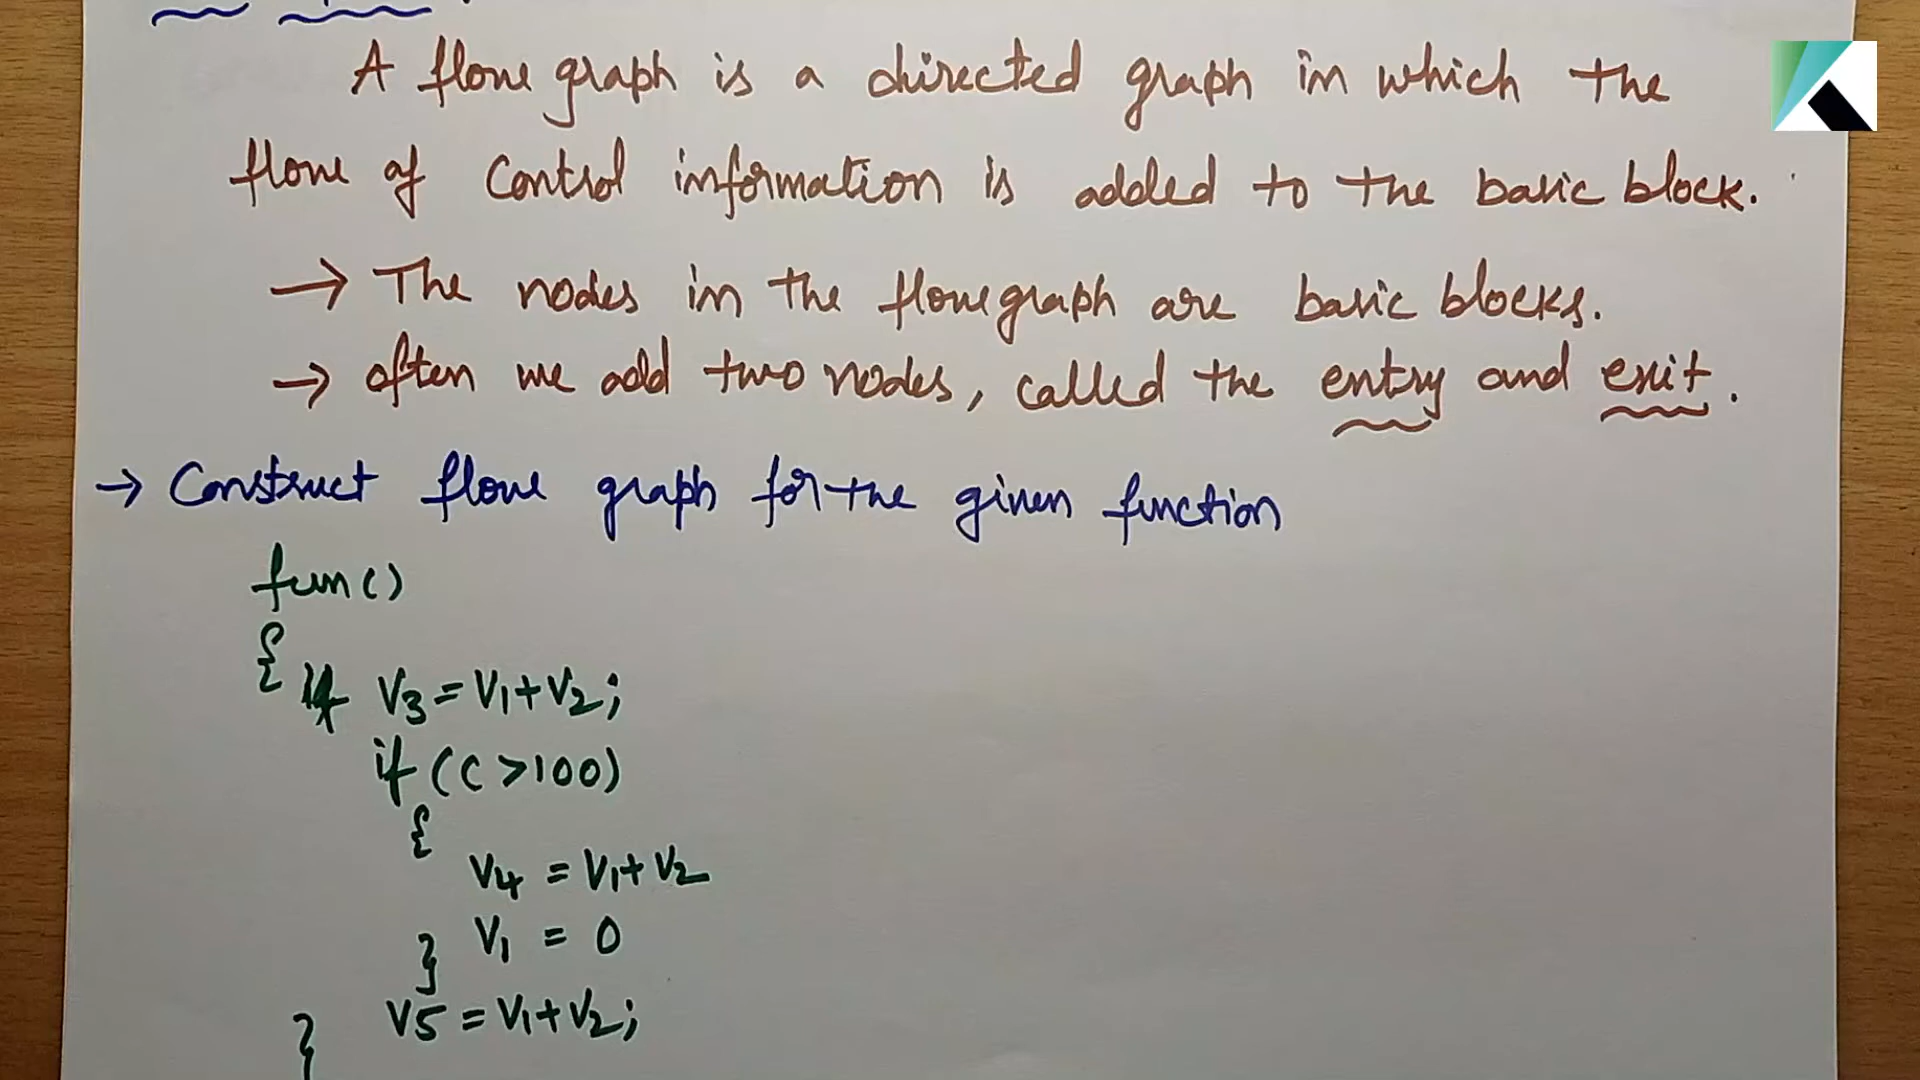 A flow graph is a directed graph in which the
flow of control information is added to the basic block.
→ The nodes in the flowgraph are basic blocks.
→ often we add two nodes, called the entry and exit.
→ Construct flow graph for the given function
fun()
{
V3 = V1+V2;
if (C >100)
{
V4 = V1+V2
V1 = 0
}
V5 = V1+V2;
}